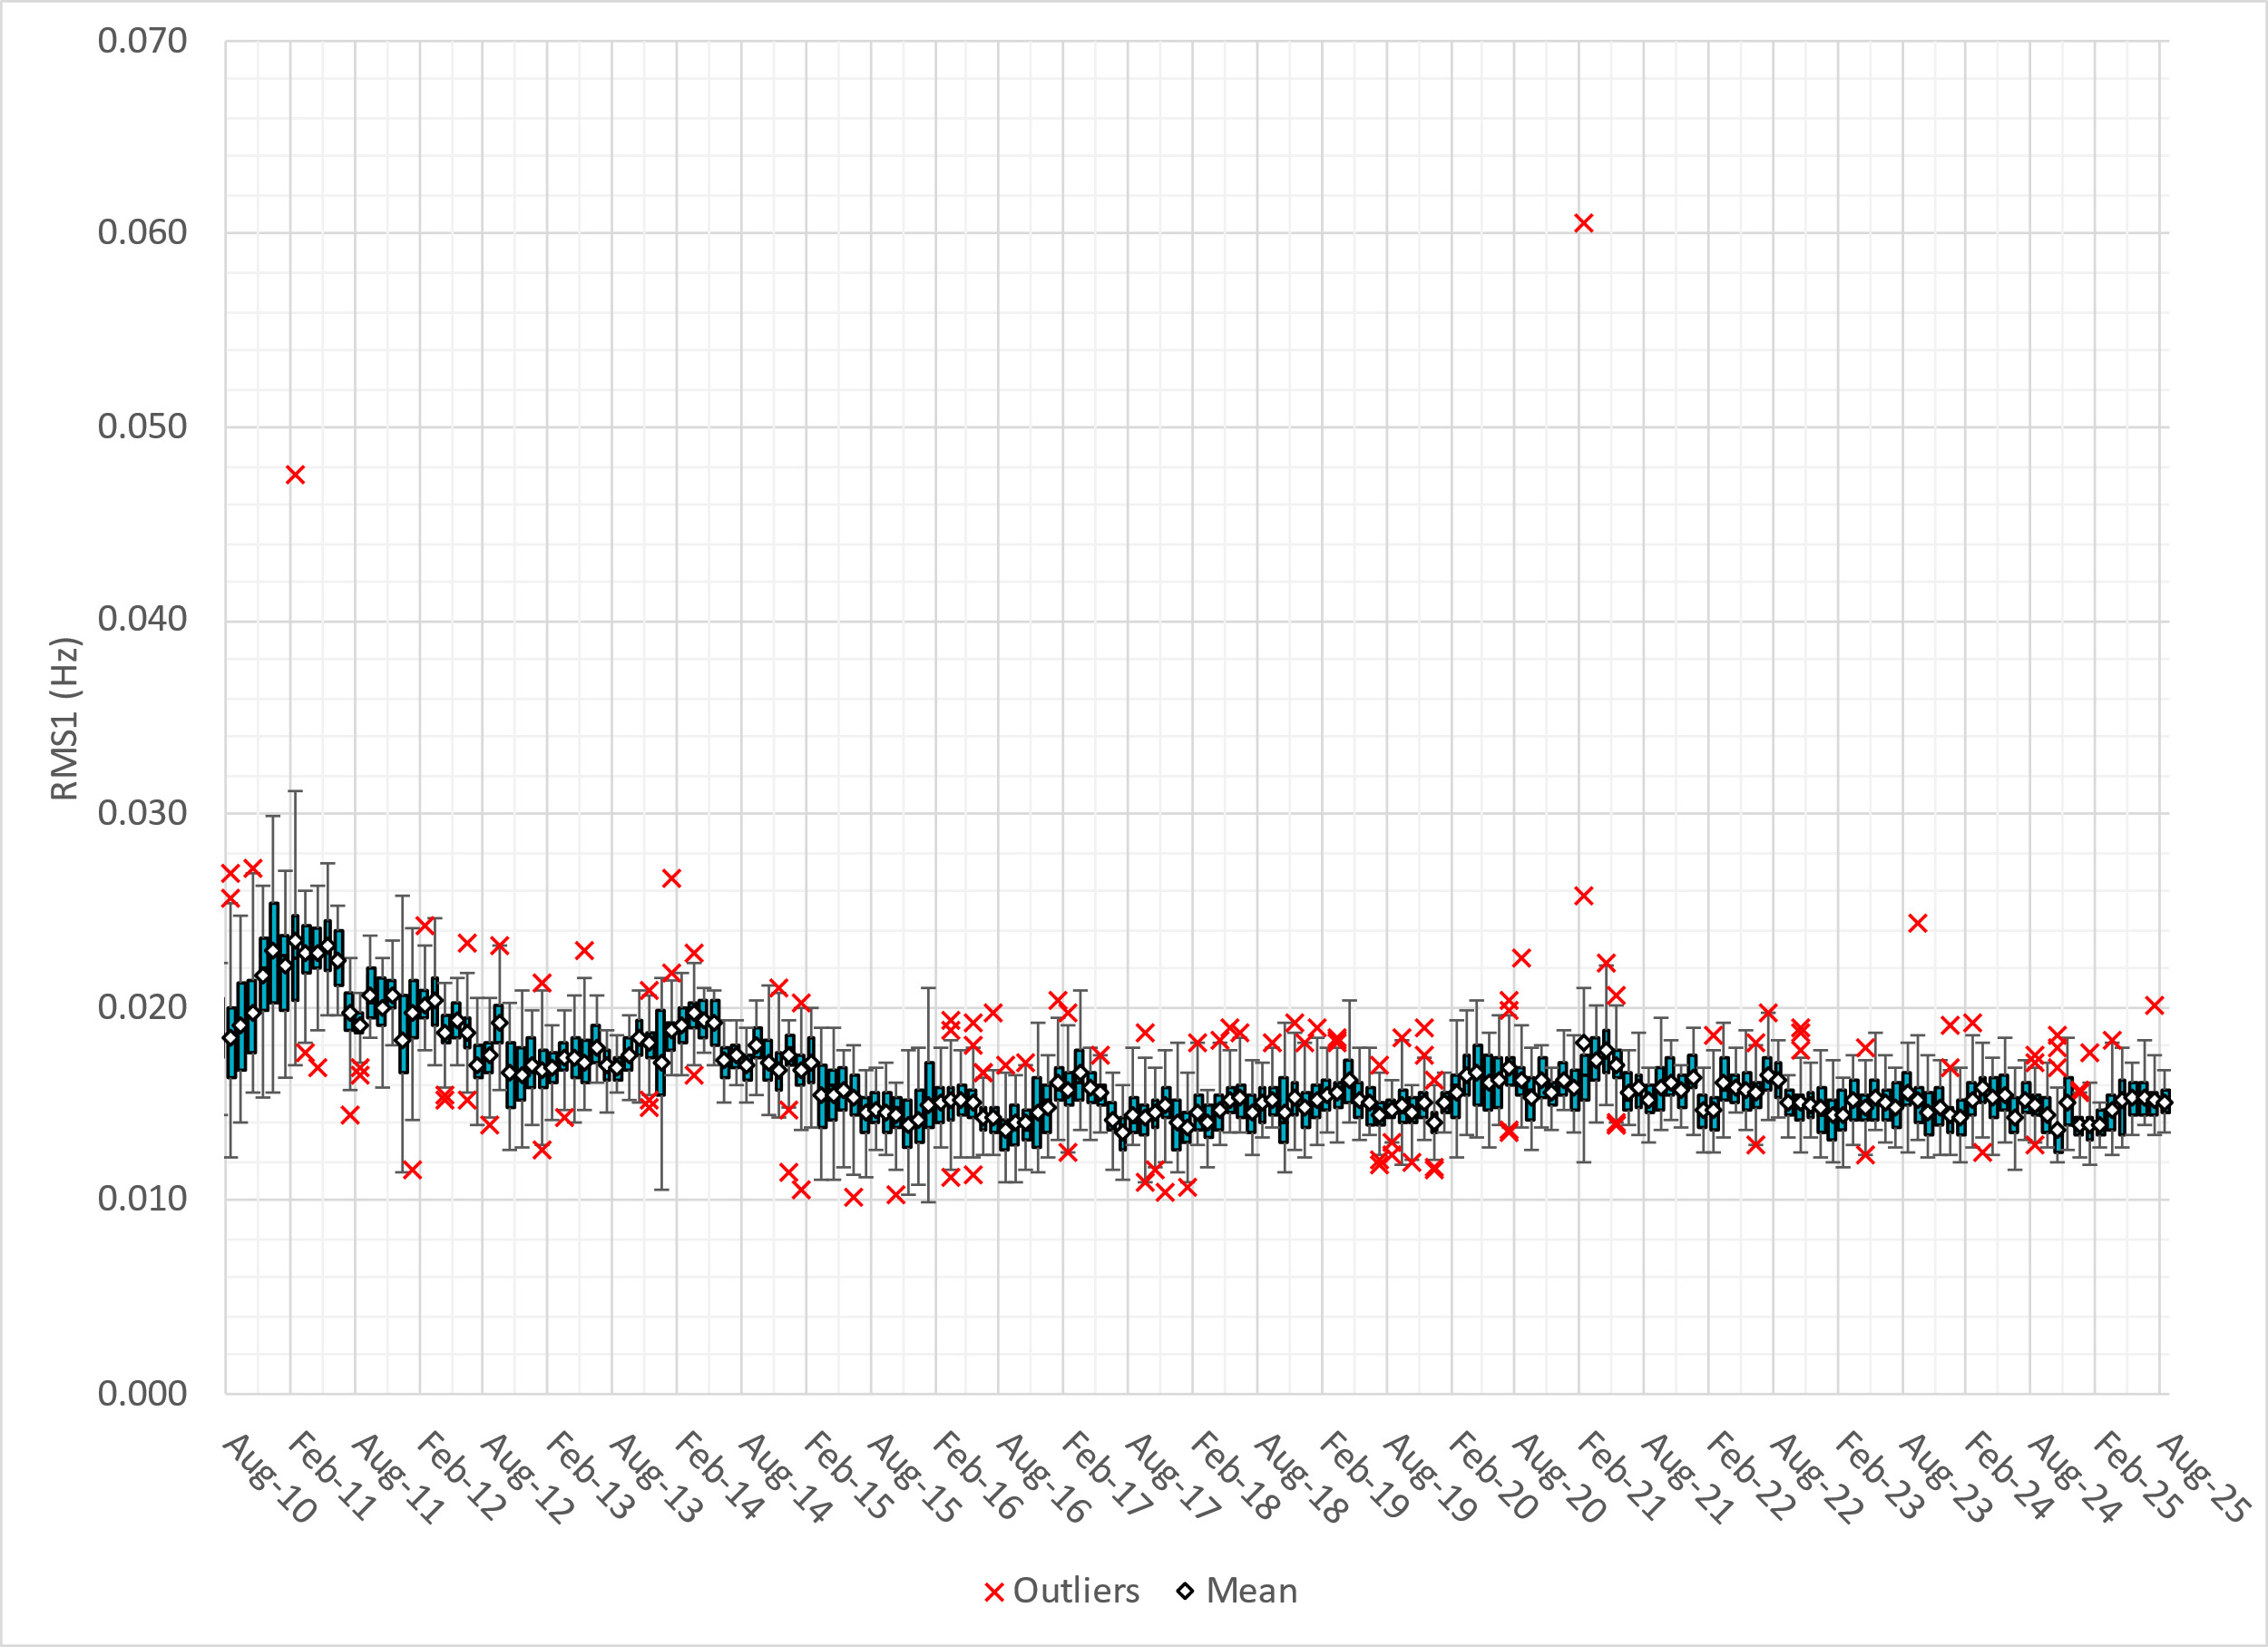 0.070
0.060
0.050
0.040
0.030
0.020
0.010
0.000
RMS1 (Hz)
Aug-10
Feb-11
Aug-11
Feb-12
Aug-12
Feb-13
Aug-13
Feb-14
Aug-14
Feb-15
Aug-15
Feb-16
Aug-16
Feb-17
Aug-17
Feb-18
Aug-18
Feb-19
Aug-19
Feb-20
Aug-20
Feb-21
Aug-21
Feb-22
Aug-22
Feb-23
Aug-23
Feb-24
Aug-24
Feb-25
Aug-25
Outliers Mean